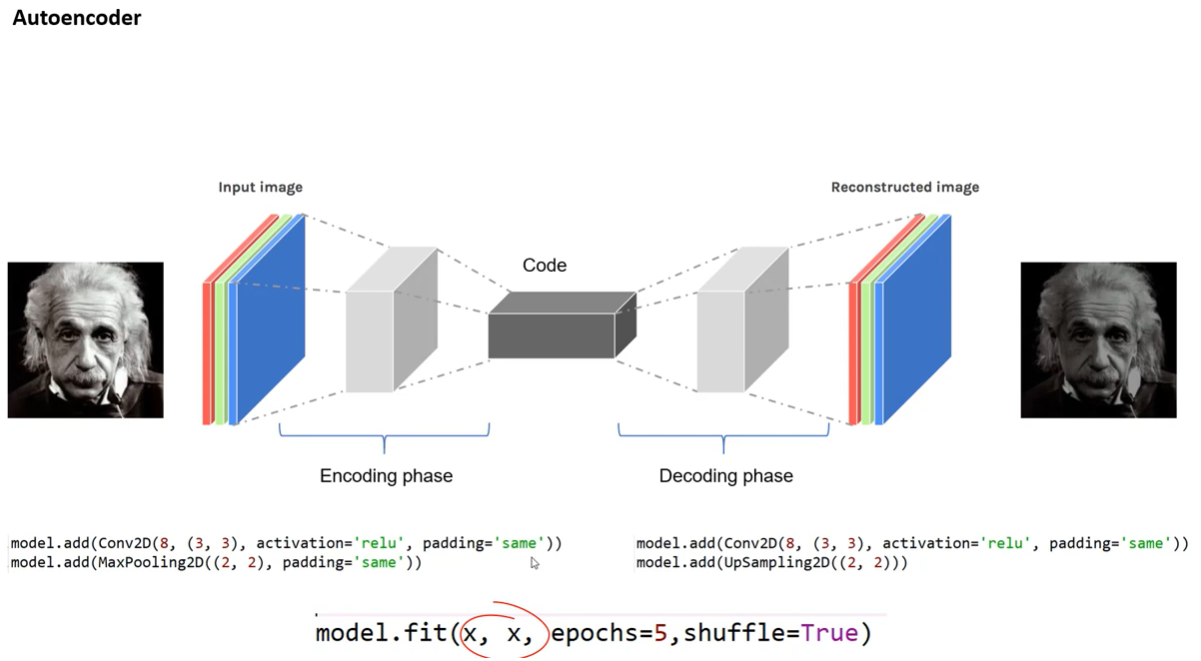 Autoencoder
Input image
Reconstructed image
Code
Encoding phase
Decoding phase
model.add(Conv2D(8, (3, 3), activation='relu', padding='same'))
model.add(MaxPooling2D((2, 2), padding='same'))
model.add(Conv2D(8, (3, 3), activation='relu', padding='same'))
model.add(UpSampling2D((2, 2)))
model.fit(x, x, epochs=5,shuffle=True)